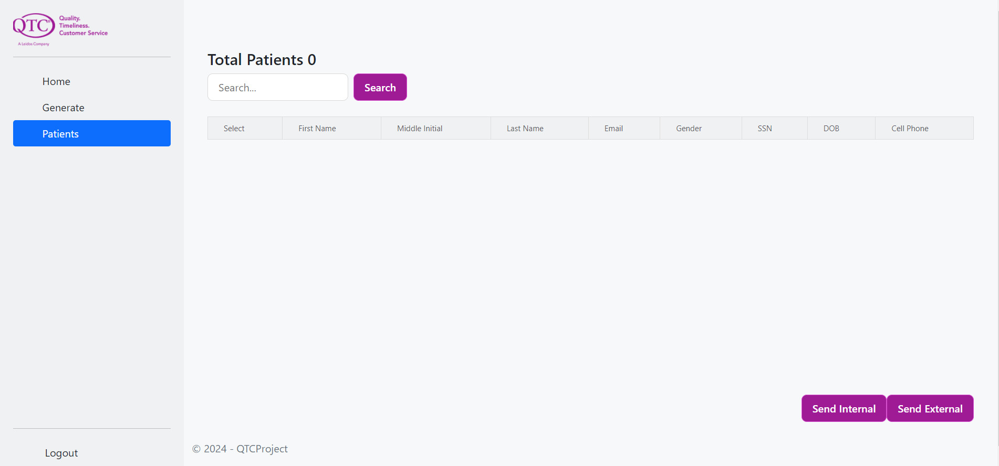 QTC®
Quality.
Timeliness.
Customer Service
A Leidos Company
Home
Generate
Patients
Logout
Total Patients 0
Search...
Search
Select First Name Middle Initial Last Name Email Gender SSN DOB Cell Phone
Send Internal Send External
© 2024 - QTCProject